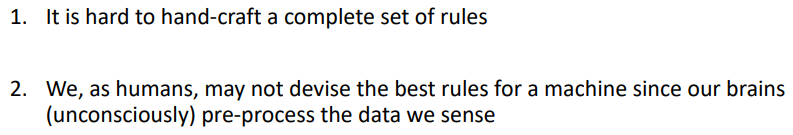 1. It is hard to hand-craft a complete set of rules
2. We, as humans, may not devise the best rules for a machine since our brains
(unconsciously) pre-process the data we sense